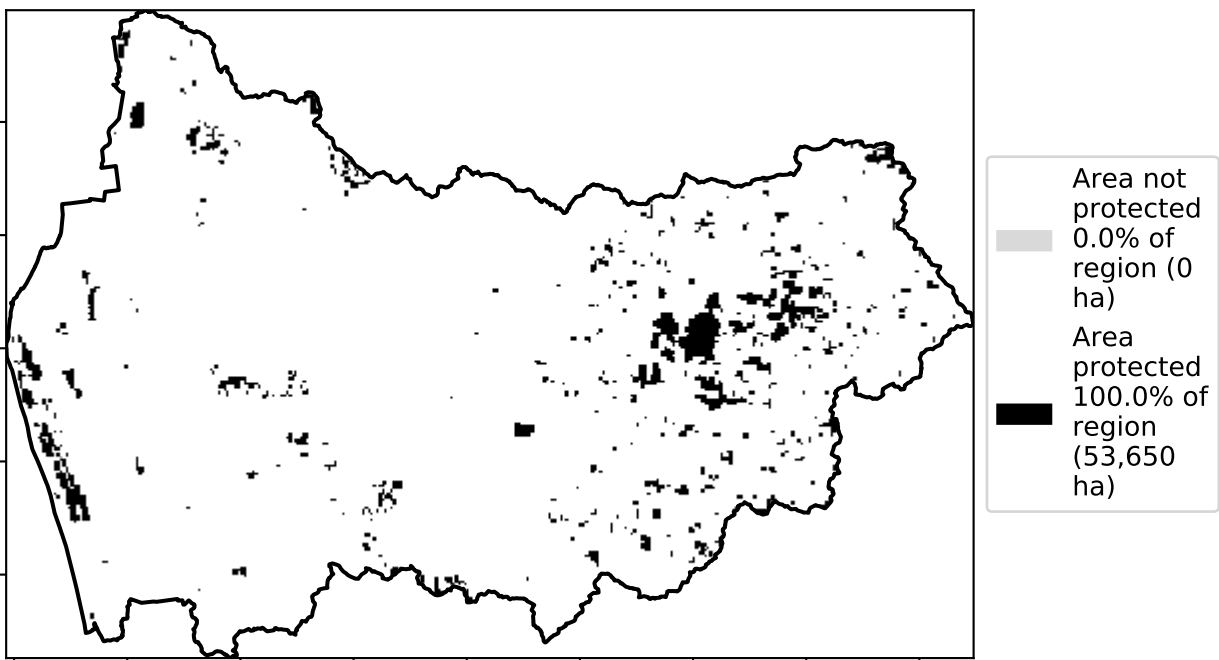 Area not
protected
0.0% of
region (0
ha)
Area
protected
100.0% of
region
(53,650
ha)